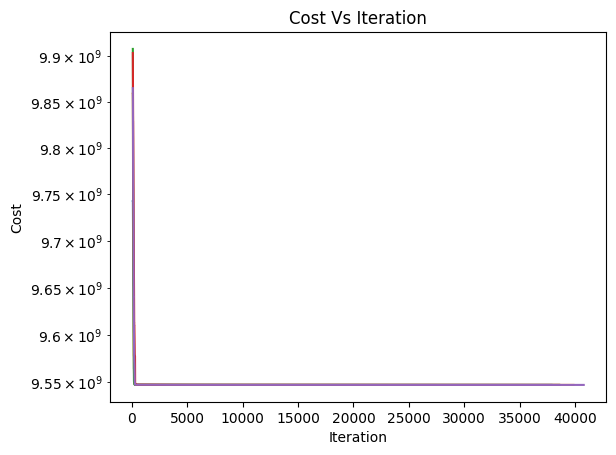 Cost Vs Iteration
Cost
9.9 × 10⁹
9.85 × 10⁹
9.8 × 10⁹
9.75 × 10⁹
9.7 × 10⁹
9.65 × 10⁹
9.6 × 10⁹
9.55 × 10⁹
0 5000 10000 15000 20000 25000 30000 35000 40000
Iteration